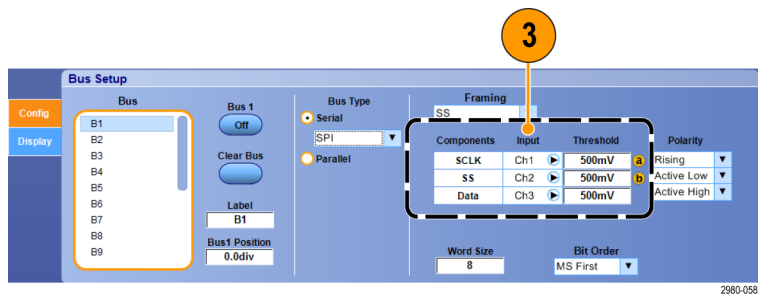 3
Bus Setup
Config
Display
Bus
B1
B2
B3
B4
B5
B6
B7
B8
B9
Bus 1
Off
Clear Bus
Label
B1
Bus1 Position
0.0div
Bus Type
Serial
SPI
Parallel
Framing
SS
Components Input Threshold Polarity
SCLK Ch1 500mV a Rising
SS Ch2 500mV b Active Low
Data Ch3 500mV Active High
Word Size Bit Order
8 MS First
2980-058